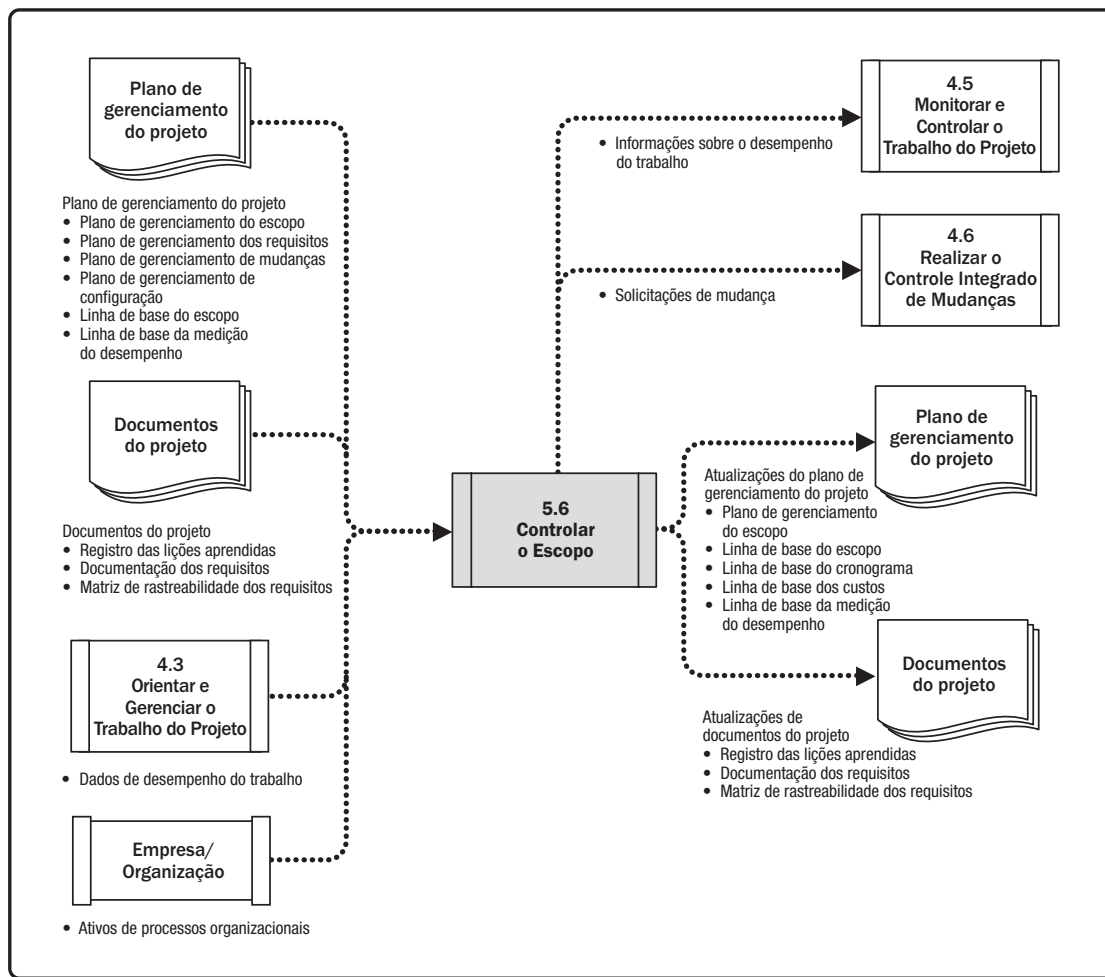 Plano de
gerenciamento
do projeto
Plano de gerenciamento do projeto
• Plano de gerenciamento do escopo
• Plano de gerenciamento dos requisitos
• Plano de gerenciamento de mudanças
• Plano de gerenciamento de
configuração
• Linha de base do escopo
• Linha de base da medição
do desempenho
Documentos
do projeto
Documentos do projeto
• Registro das lições aprendidas
• Documentação dos requisitos
• Matriz de rastreabilidade dos requisitos
4.3
Orientar e
Gerenciar o
Trabalho do Projeto
• Dados de desempenho do trabalho
Empresa/
Organização
• Ativos de processos organizacionais
5.6
Controlar
o Escopo
• Informações sobre o desempenho
do trabalho
4.5
Monitorar e
Controlar o
Trabalho do Projeto
• Solicitações de mudança
4.6
Realizar o
Controle Integrado
de Mudanças
Plano de
gerenciamento
do projeto
Atualizações do plano de
gerenciamento do projeto
• Plano de gerenciamento
do escopo
• Linha de base do escopo
• Linha de base do cronograma
• Linha de base dos custos
• Linha de base da medição
do desempenho
Documentos
do projeto
Atualizações de
documentos do projeto
• Registro das lições aprendidas
• Documentação dos requisitos
• Matriz de rastreabilidade dos requisitos